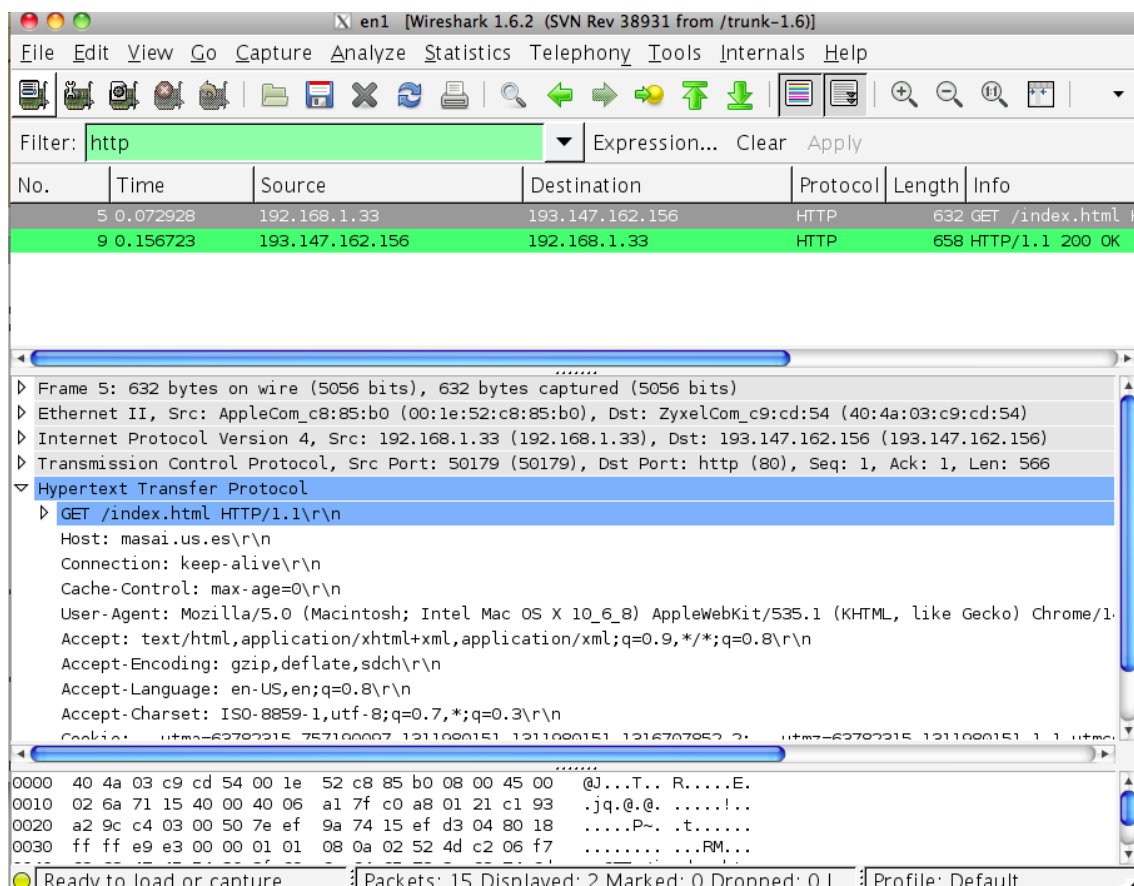 en1 [Wireshark 1.6.2 (SVN Rev 38931 from /trunk-1.6)]
File Edit View Go Capture Analyze Statistics Telephony Tools Internals Help
Filter: http Expression... Clear Apply
No. Time Source Destination Protocol Length Info
5 0.072928 192.168.1.33 193.147.162.156 HTTP 632 GET /index.html
9 0.156723 193.147.162.156 192.168.1.33 HTTP 658 HTTP/1.1 200 OK
Frame 5: 632 bytes on wire (5056 bits), 632 bytes captured (5056 bits)
Ethernet II, Src: AppleCom_c8:85:b0 (00:1e:52:c8:85:b0), Dst: ZyxelCom_c9:cd:54 (40:4a:03:c9:cd:54)
Internet Protocol Version 4, Src: 192.168.1.33 (192.168.1.33), Dst: 193.147.162.156 (193.147.162.156)
Transmission Control Protocol, Src Port: 50179 (50179), Dst Port: http (80), Seq: 1, Ack: 1, Len: 566
Hypertext Transfer Protocol
GET /index.html HTTP/1.1\r\n
Host: masai.us.es\r\n
Connection: keep-alive\r\n
Cache-Control: max-age=0\r\n
User-Agent: Mozilla/5.0 (Macintosh; Intel Mac OS X 10_6_8) AppleWebKit/535.1 (KHTML, like Gecko) Chrome/1
Accept: text/html,application/xhtml+xml,application/xml;q=0.9,*/*;q=0.8\r\n
Accept-Encoding: gzip,deflate,sdch\r\n
Accept-Language: en-US,en;q=0.8\r\n
Accept-Charset: ISO-8859-1,utf-8;q=0.7,*;q=0.3\r\n
0000 40 4a 03 c9 cd 54 00 1e 52 c8 85 b0 08 00 45 00 @J...T.. R.....E.
0010 02 6a 71 15 40 00 40 06 a1 7f c0 a8 01 21 c1 93 .jq.@.@. .....!..
0020 a2 9c c4 03 00 50 7e ef 9a 74 15 ef d3 04 80 18 .....P~. .t......
0030 ff ff e9 e3 00 00 01 01 08 0a 02 52 4d c2 06 f7 ........ ...RM...
Ready to load or capture Packets: 15 Displayed: 2 Marked: 0 Dropped: 0 Profile: Default